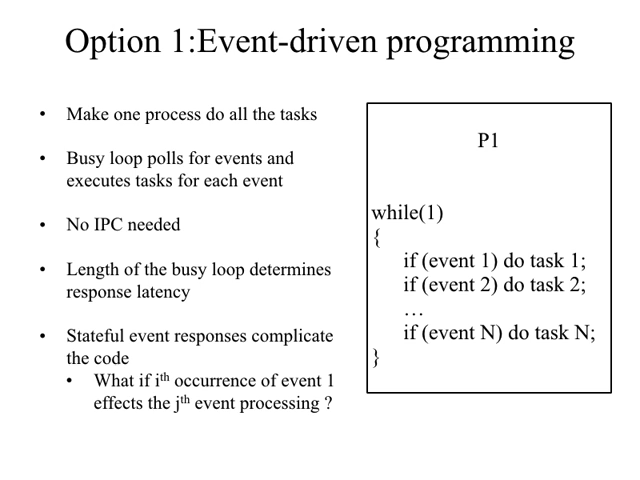 Option 1:Event-driven programming
• Make one process do all the tasks
• Busy loop polls for events and
executes tasks for each event
• No IPC needed
• Length of the busy loop determines
response latency
• Stateful event responses complicate
the code
• What if ith occurrence of event 1
effects the jth event processing ?
P1
while(1)
{
if (event 1) do task 1;
if (event 2) do task 2;
…
if (event N) do task N;
}